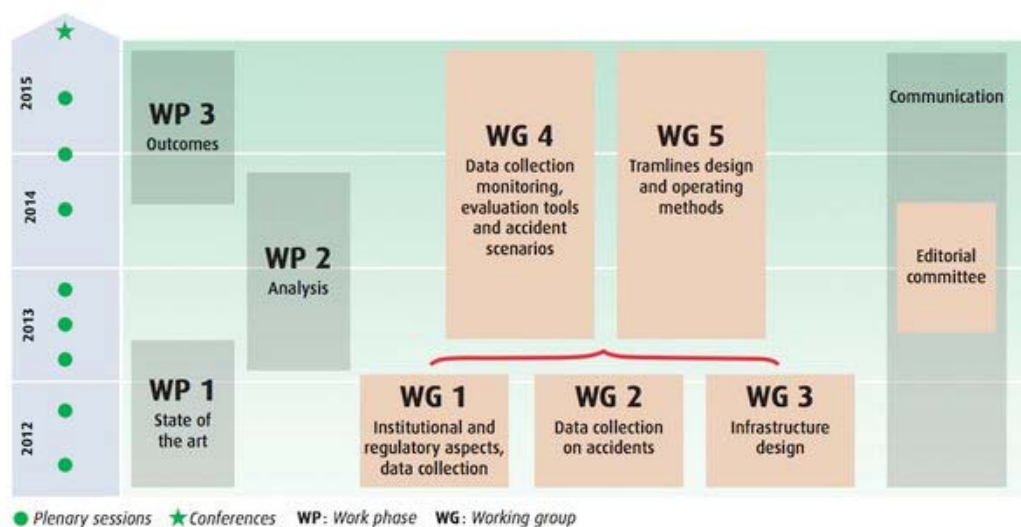 2015
2014
2013
2012
WP 3
Outcomes
WP 2
Analysis
WP 1
State of
the art
WG 4
Data collection
monitoring,
evaluation tools
and accident
scenarios
WG 5
Tramlines design
and operating
methods
WG 1
Institutional and
regulatory aspects,
data collection
WG 2
Data collection
on accidents
WG 3
Infrastructure
design
Communication
Editorial
committee
Plenary sessions Conferences WP: Work phase WG: Working group